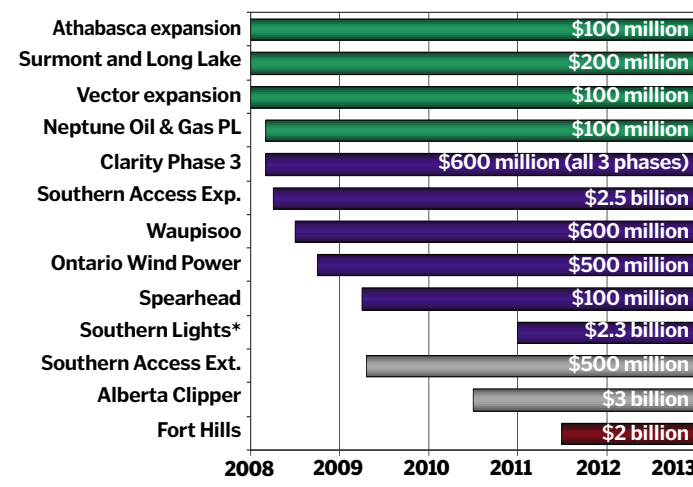 Athabasca expansion $100 million
Surmont and Long Lake $200 million
Vector expansion $100 million
Neptune Oil & Gas PL $100 million
Clarity Phase 3 $600 million (all 3 phases)
Southern Access Exp. $2.5 billion
Waupisoo $600 million
Ontario Wind Power $500 million
Spearhead $100 million
Southern Lights* $2.3 billion
Southern Access Ext. $500 million
Alberta Clipper $3 billion
Fort Hills $2 billion
2008 2009 2010 2011 2012 2013